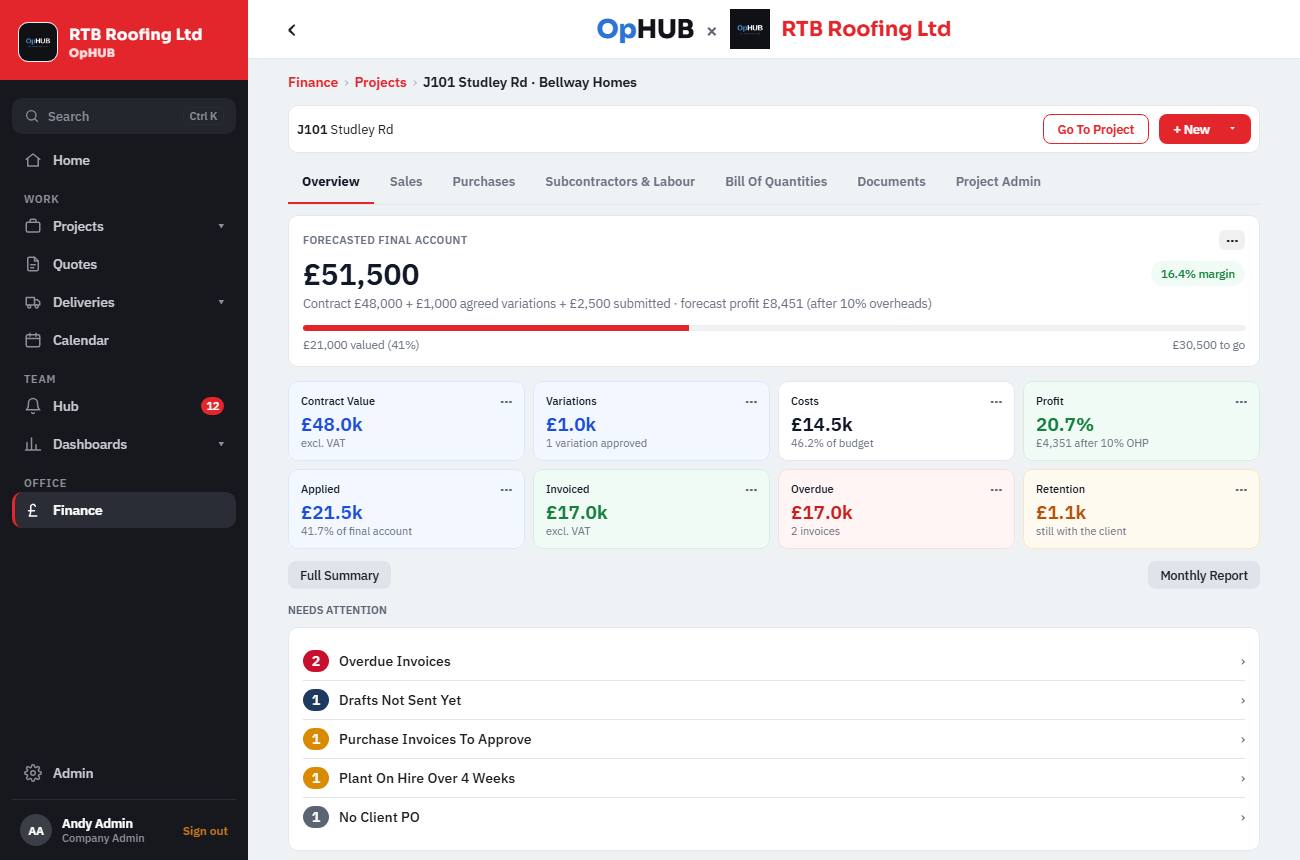 RTB Roofing Ltd
OpHUB
Search Ctrl K
Home
WORK
Projects
Quotes
Deliveries
Calendar
TEAM
Hub 12
Dashboards
OFFICE
Finance
Admin
AA Andy Admin
Company Admin
Sign out
OpHUB × OpHUB RTB Roofing Ltd
Finance › Projects › J101 Studley Rd · Bellway Homes
J101 Studley Rd Go To Project + New
Overview Sales Purchases Subcontractors & Labour Bill Of Quantities Documents Project Admin
FORECASTED FINAL ACCOUNT
£51,500 16.4% margin
Contract £48,000 + £1,000 agreed variations + £2,500 submitted · forecast profit £8,451 (after 10% overheads)
£21,000 valued (41%) £30,500 to go
Contract Value
£48.0k
excl. VAT
Variations
£1.0k
1 variation approved
Costs
£14.5k
46.2% of budget
Profit
20.7%
£4,351 after 10% OHP
Applied
£21.5k
41.7% of final account
Invoiced
£17.0k
excl. VAT
Overdue
£17.0k
2 invoices
Retention
£1.1k
still with the client
Full Summary Monthly Report
NEEDS ATTENTION
2 Overdue Invoices ›
1 Drafts Not Sent Yet ›
1 Purchase Invoices To Approve ›
1 Plant On Hire Over 4 Weeks ›
1 No Client PO ›